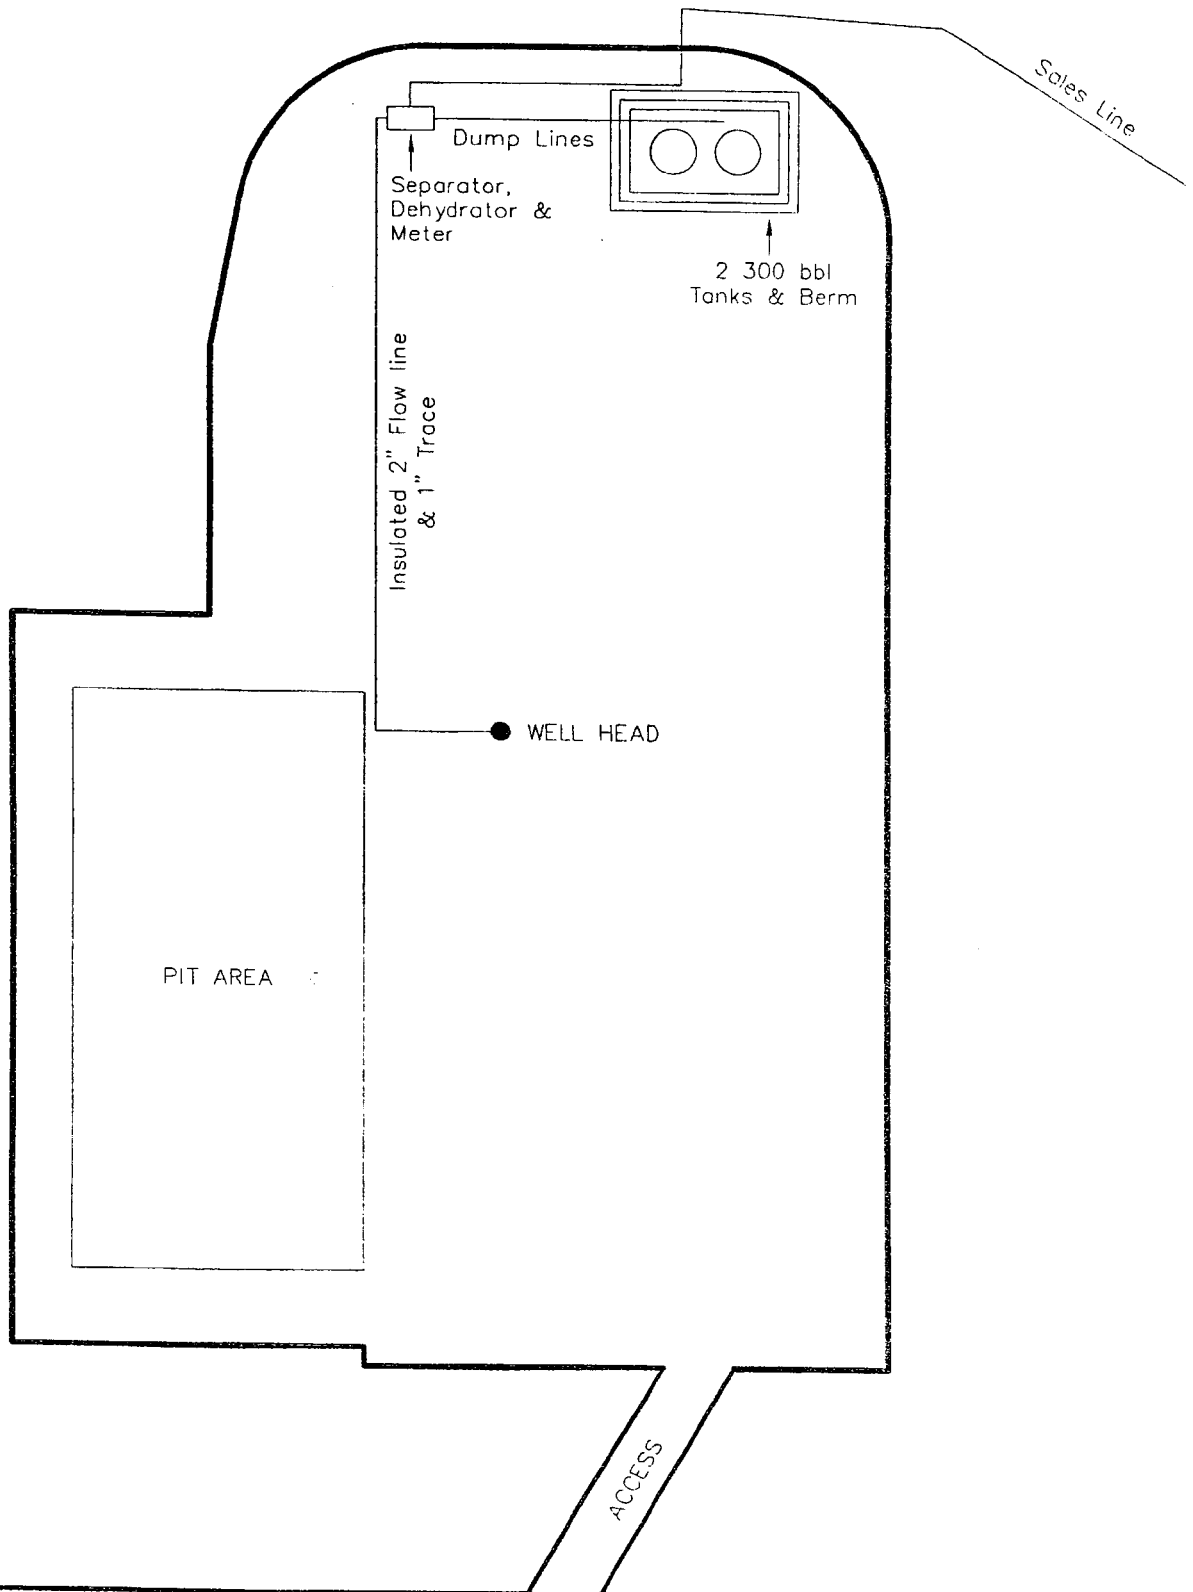 Sales Line
Dump Lines
Separator,
Dehydrator &
Meter
2 300 bbl
Tanks & Berm
Insulated 2" Flow line
& 1" Trace
WELL HEAD
PIT AREA
ACCESS